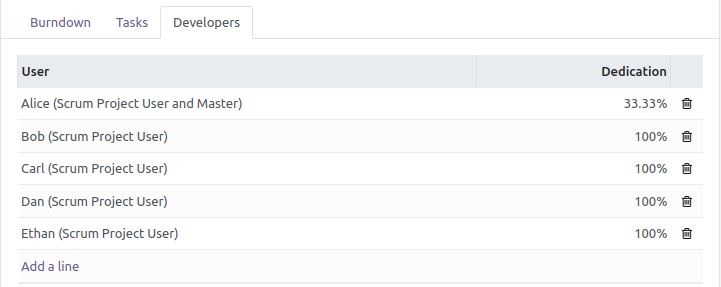 Burndown Tasks Developers
User Dedication
Alice (Scrum Project User and Master) 33.33%
Bob (Scrum Project User) 100%
Carl (Scrum Project User) 100%
Dan (Scrum Project User) 100%
Ethan (Scrum Project User) 100%
Add a line